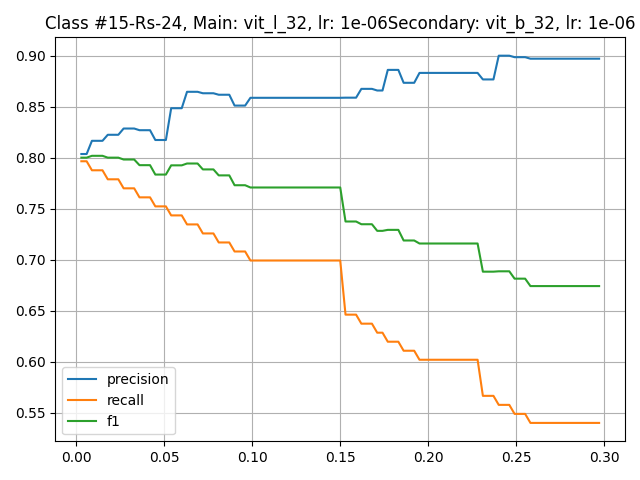 Class #15-Rs-24, Main: vit_l_32, lr: 1e-06Secondary: vit_b_32, lr: 1e-06
0.90
0.85
0.80
0.75
0.70
0.65
0.60
0.55
precision
recall
f1
0.00 0.05 0.10 0.15 0.20 0.25 0.30